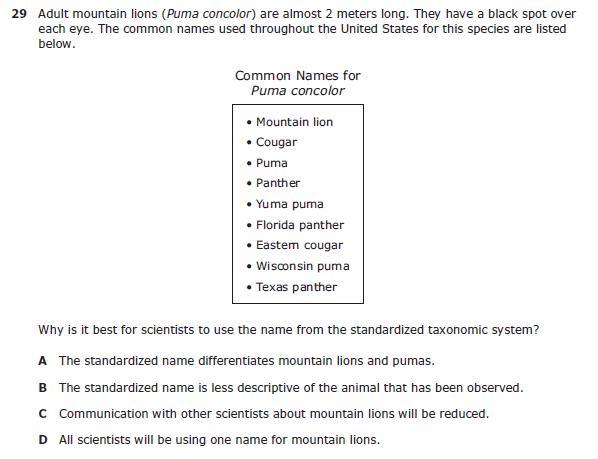 29 Adult mountain lions (Puma concolor) are almost 2 meters long. They have a black spot over
each eye. The common names used throughout the United States for this species are listed
below.
Common Names for
Puma concolor
• Mountain lion
• Cougar
• Puma
• Panther
• Yuma puma
• Florida panther
• Eastern cougar
• Wisconsin puma
• Texas panther
Why is it best for scientists to use the name from the standardized taxonomic system?
A The standardized name differentiates mountain lions and pumas.
B The standardized name is less descriptive of the animal that has been observed.
C Communication with other scientists about mountain lions will be reduced.
D All scientists will be using one name for mountain lions.